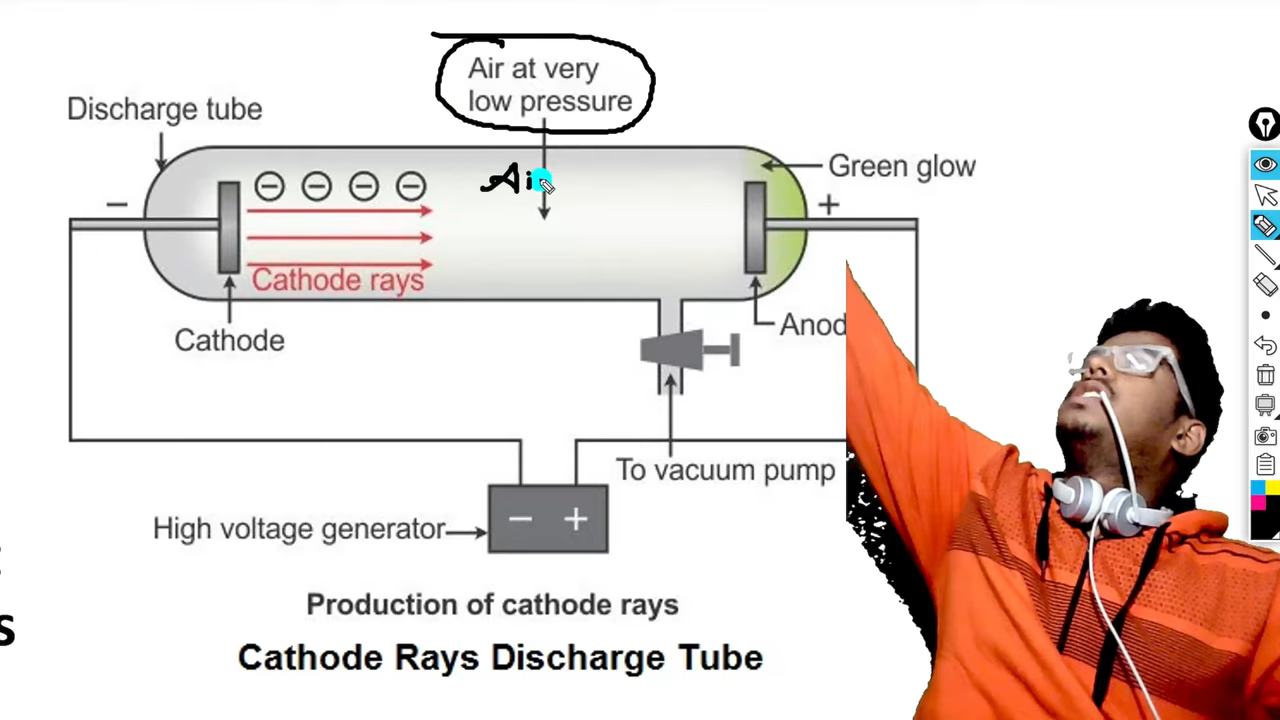 Air at very
low pressure
Discharge tube
Air
Green glow
−
+
Cathode rays
Cathode
Anod
To vacuum pump
High voltage generator
− +
Production of cathode rays
Cathode Rays Discharge Tube
s